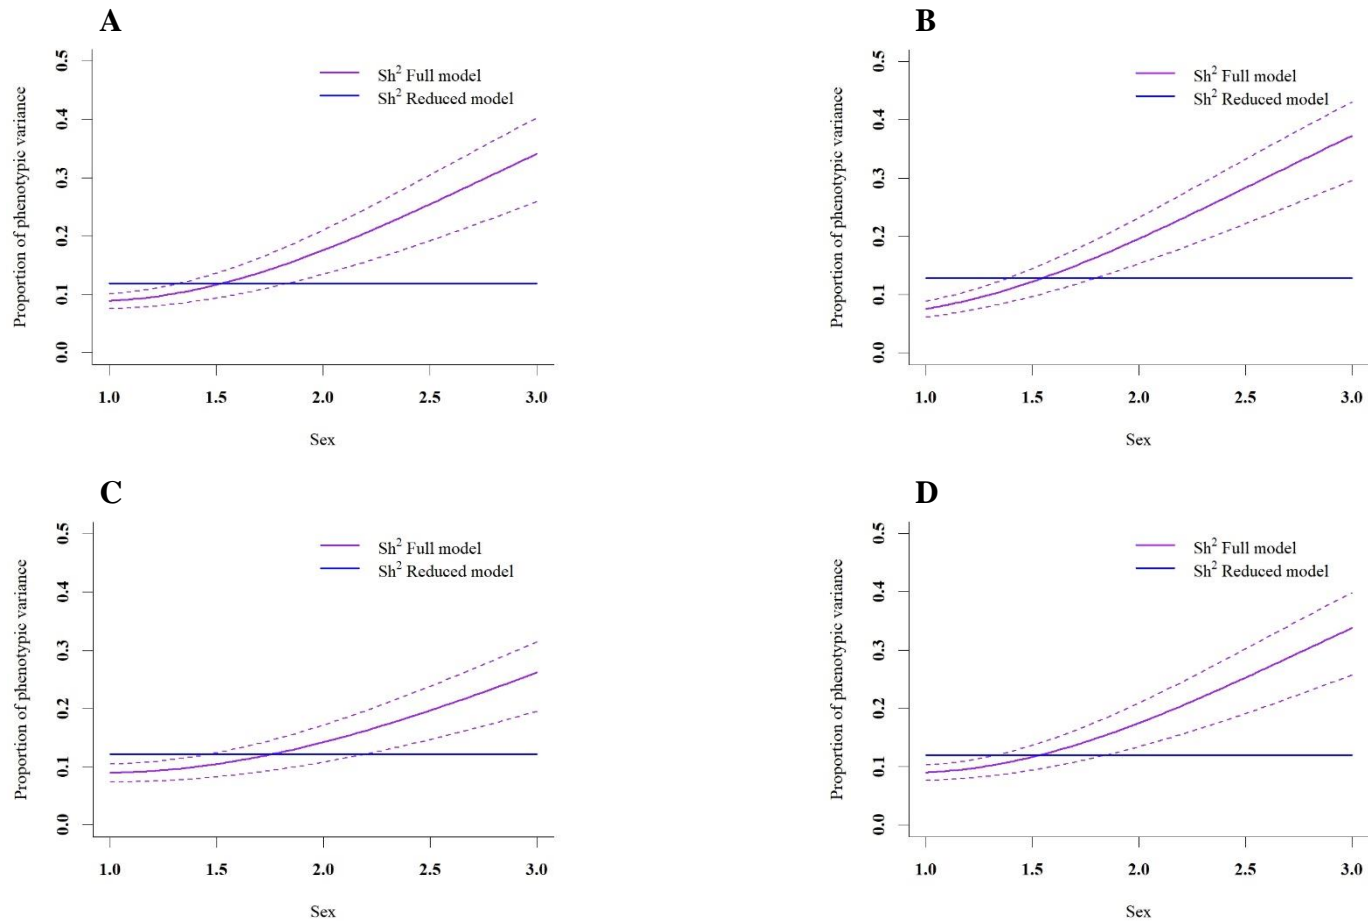 A
0.5
0.4
0.3
0.2
0.1
0.0
Proportion of phenotypic variance
Sh² Full model
Sh² Reduced model
1.0 1.5 2.0 2.5 3.0
Sex
B
0.5
0.4
0.3
0.2
0.1
0.0
Proportion of phenotypic variance
Sh² Full model
Sh² Reduced model
1.0 1.5 2.0 2.5 3.0
Sex
C
0.5
0.4
0.3
0.2
0.1
0.0
Proportion of phenotypic variance
Sh² Full model
Sh² Reduced model
1.0 1.5 2.0 2.5 3.0
Sex
D
0.5
0.4
0.3
0.2
0.1
0.0
Proportion of phenotypic variance
Sh² Full model
Sh² Reduced model
1.0 1.5 2.0 2.5 3.0
Sex